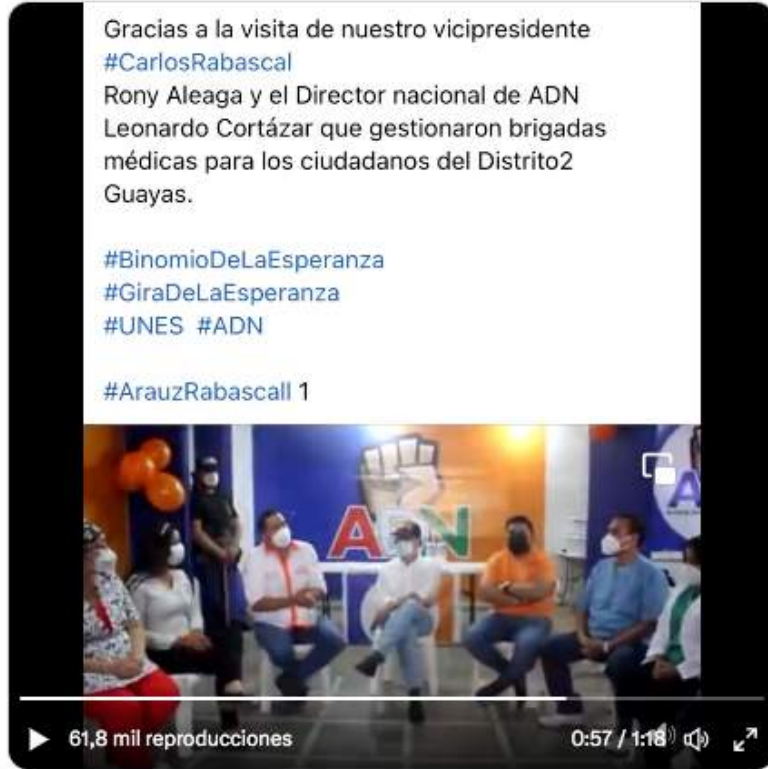 Gracias a la visita de nuestro vicipresidente
#CarlosRabascal
Rony Aleaga y el Director nacional de ADN
Leonardo Cortázar que gestionaron brigadas
médicas para los ciudadanos del Distrito2
Guayas.
#BinomioDeLaEsperanza
#GiraDeLaEsperanza
#UNES #ADN
#ArauzRabascall 1
ADN
A
61,8 mil reproducciones
0:57 / 1:18